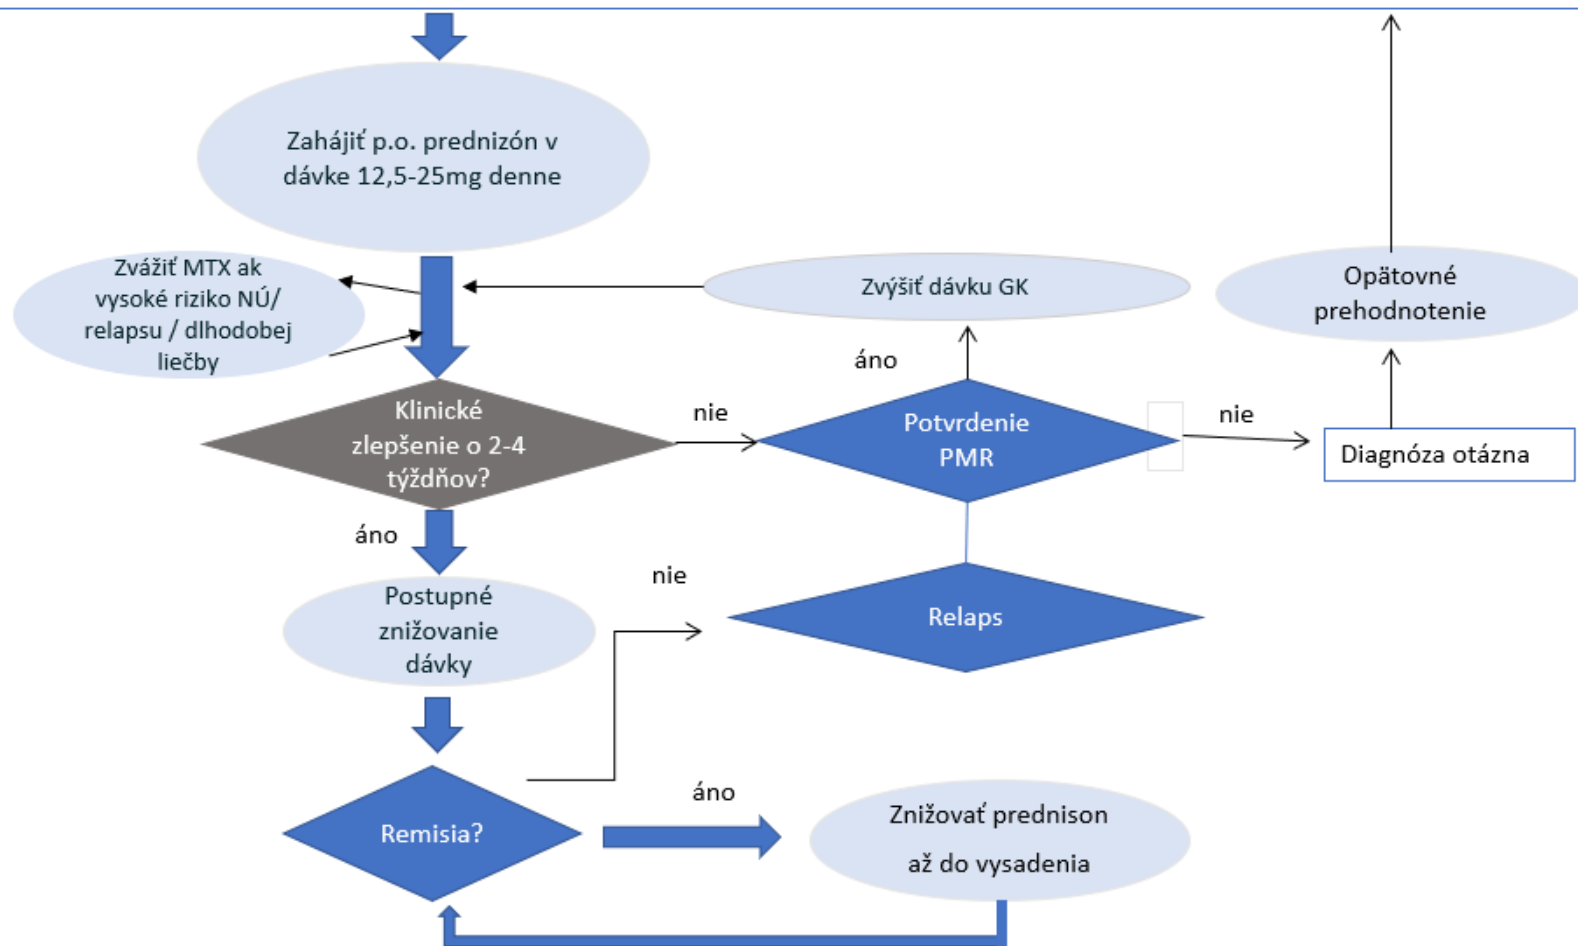 Zahájiť p.o. prednizón v
dávke 12,5-25mg denne
Zvážiť MTX ak
vysoké riziko NÚ/
relapsu / dlhodobej
liečby
Zvýšiť dávku GK
Opätovné
prehodnotenie
áno
Klinické
zlepšenie o 2-4
týždňov?
nie
Potvrdenie
PMR
nie
Diagnóza otázna
áno
Postupné
znižovanie
dávky
nie
Relaps
Remisia?
áno
Znižovať prednison
až do vysadenia